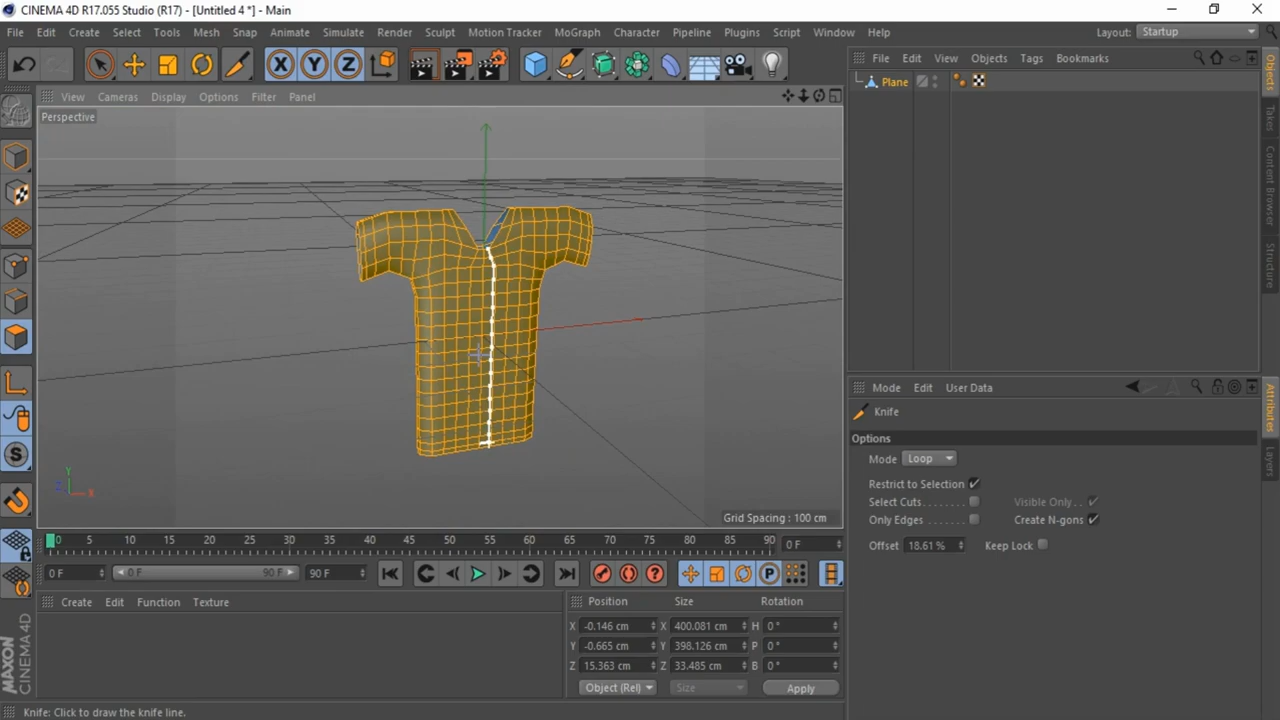 CINEMA 4D R17.055 Studio (R17) - [Untitled 4 *] - Main
File Edit Create Select Tools Mesh Snap Animate Simulate Render Sculpt Motion Tracker MoGraph Character Pipeline Plugins Script Window Help Layout: Startup
X Y Z
File Edit View Objects Tags Bookmarks
View Cameras Display Options Filter Panel
Plane
Perspective
Objects
Takes
Content Browser
Structure
Mode Edit User Data
Knife
Options
Mode Loop
Restrict to Selection
Select Cuts Visible Only
Only Edges Create N-gons
Offset 18.61 % Keep Lock
Attributes
Layers
S
Y
Z X
Grid Spacing : 100 cm
0 5 10 15 20 25 30 35 40 45 50 55 60 65 70 75 80 85 90 0 F
0 F 0 F 90 F 90 F ? P
Create Edit Function Texture
Position Size Rotation
X -0.146 cm X 400.081 cm H 0 °
Y -0.665 cm Y 398.126 cm P 0 °
Z 15.363 cm Z 33.485 cm B 0 °
Object (Rel) Size Apply
MAXON
CINEMA 4D
Knife: Click to draw the knife line.